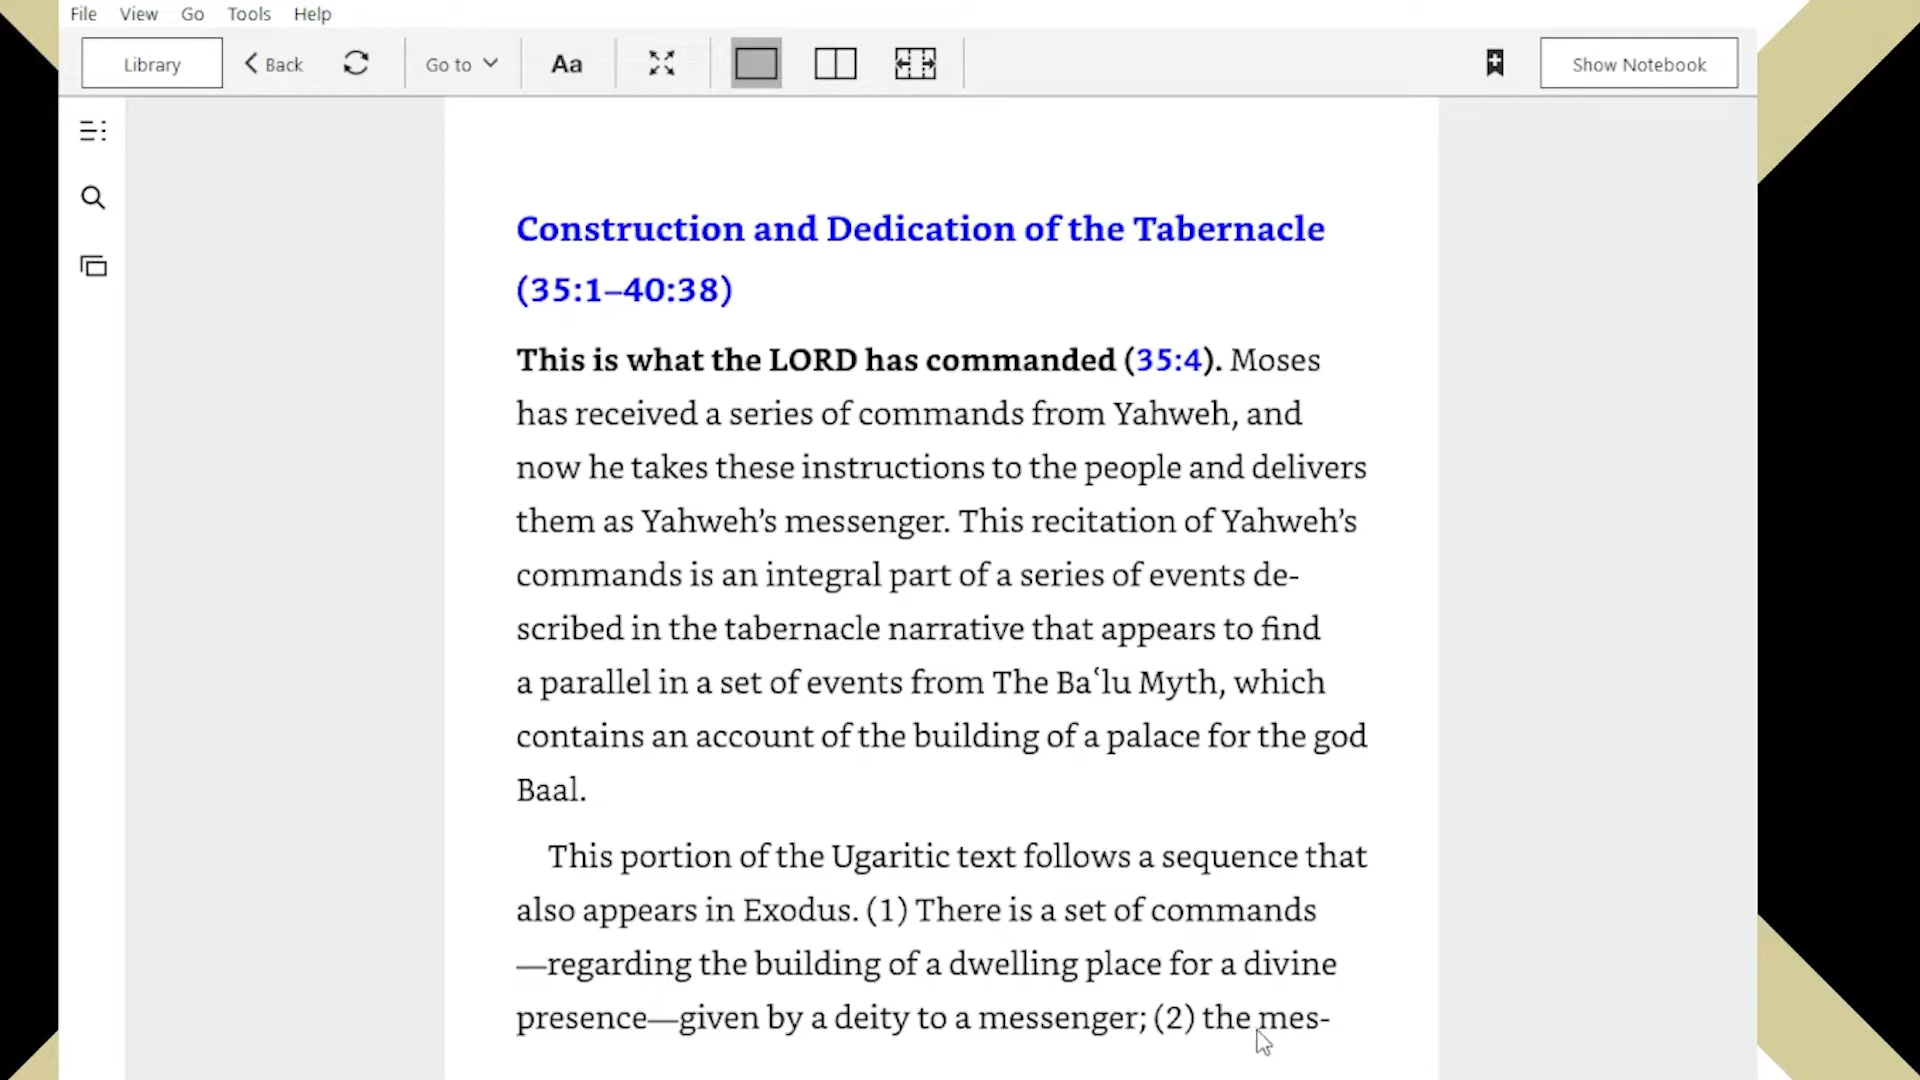 File View Go Tools Help
Library Back Go to Aa Show Notebook
Construction and Dedication of the Tabernacle
(35:1–40:38)
This is what the LORD has commanded (35:4). Moses
has received a series of commands from Yahweh, and
now he takes these instructions to the people and delivers
them as Yahweh’s messenger. This recitation of Yahweh’s
commands is an integral part of a series of events de-
scribed in the tabernacle narrative that appears to find
a parallel in a set of events from The Baʿlu Myth, which
contains an account of the building of a palace for the god
Baal.
This portion of the Ugaritic text follows a sequence that
also appears in Exodus. (1) There is a set of commands
—regarding the building of a dwelling place for a divine
presence—given by a deity to a messenger; (2) the mes-